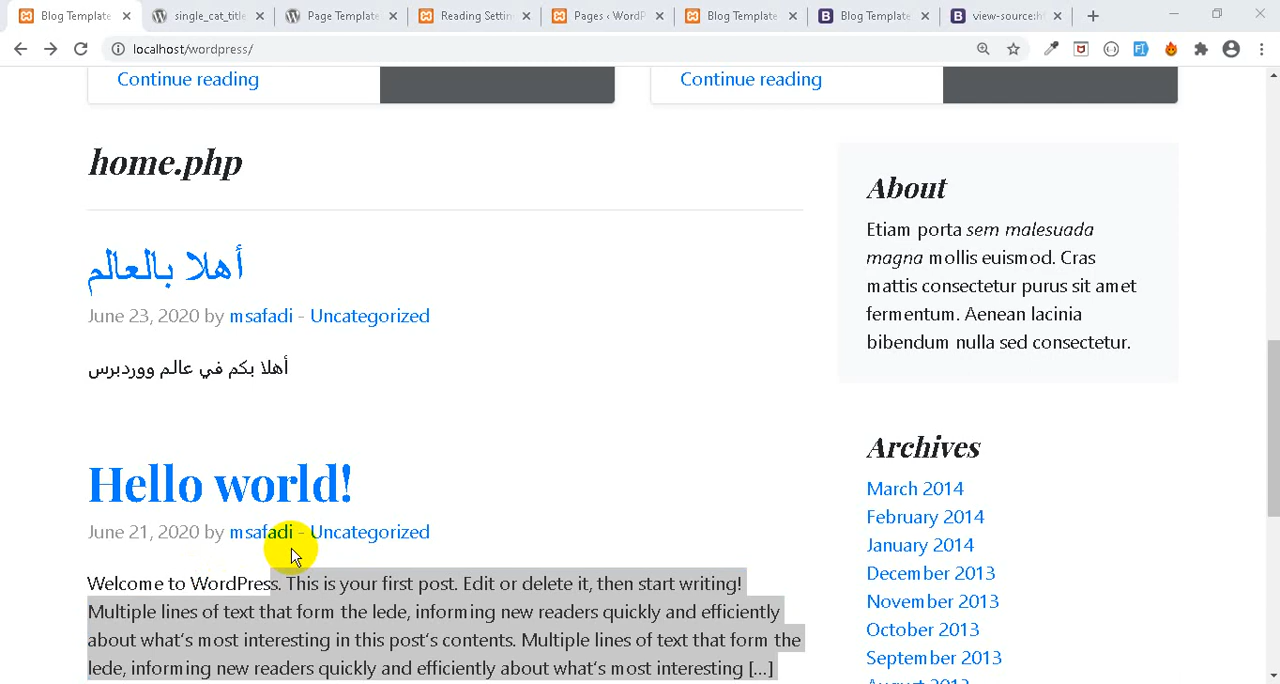 Blog Template
single_cat_title
Page Template
Reading Settin
Pages ‹ WordP
Blog Template
Blog Template
view-source:h
localhost/wordpress/
Continue reading
Continue reading
home.php
أهلا بالعالم
June 23, 2020 by msafadi - Uncategorized
أهلا بكم في عالم ووردبرس
Hello world!
June 21, 2020 by msafadi - Uncategorized
Welcome to WordPress. This is your first post. Edit or delete it, then start writing!
Multiple lines of text that form the lede, informing new readers quickly and efficiently
about what's most interesting in this post's contents. Multiple lines of text that form the
lede, informing new readers quickly and efficiently about what's most interesting [...]
About
Etiam porta sem malesuada
magna mollis euismod. Cras
mattis consectetur purus sit amet
fermentum. Aenean lacinia
bibendum nulla sed consectetur.
Archives
March 2014
February 2014
January 2014
December 2013
November 2013
October 2013
September 2013
August 2013